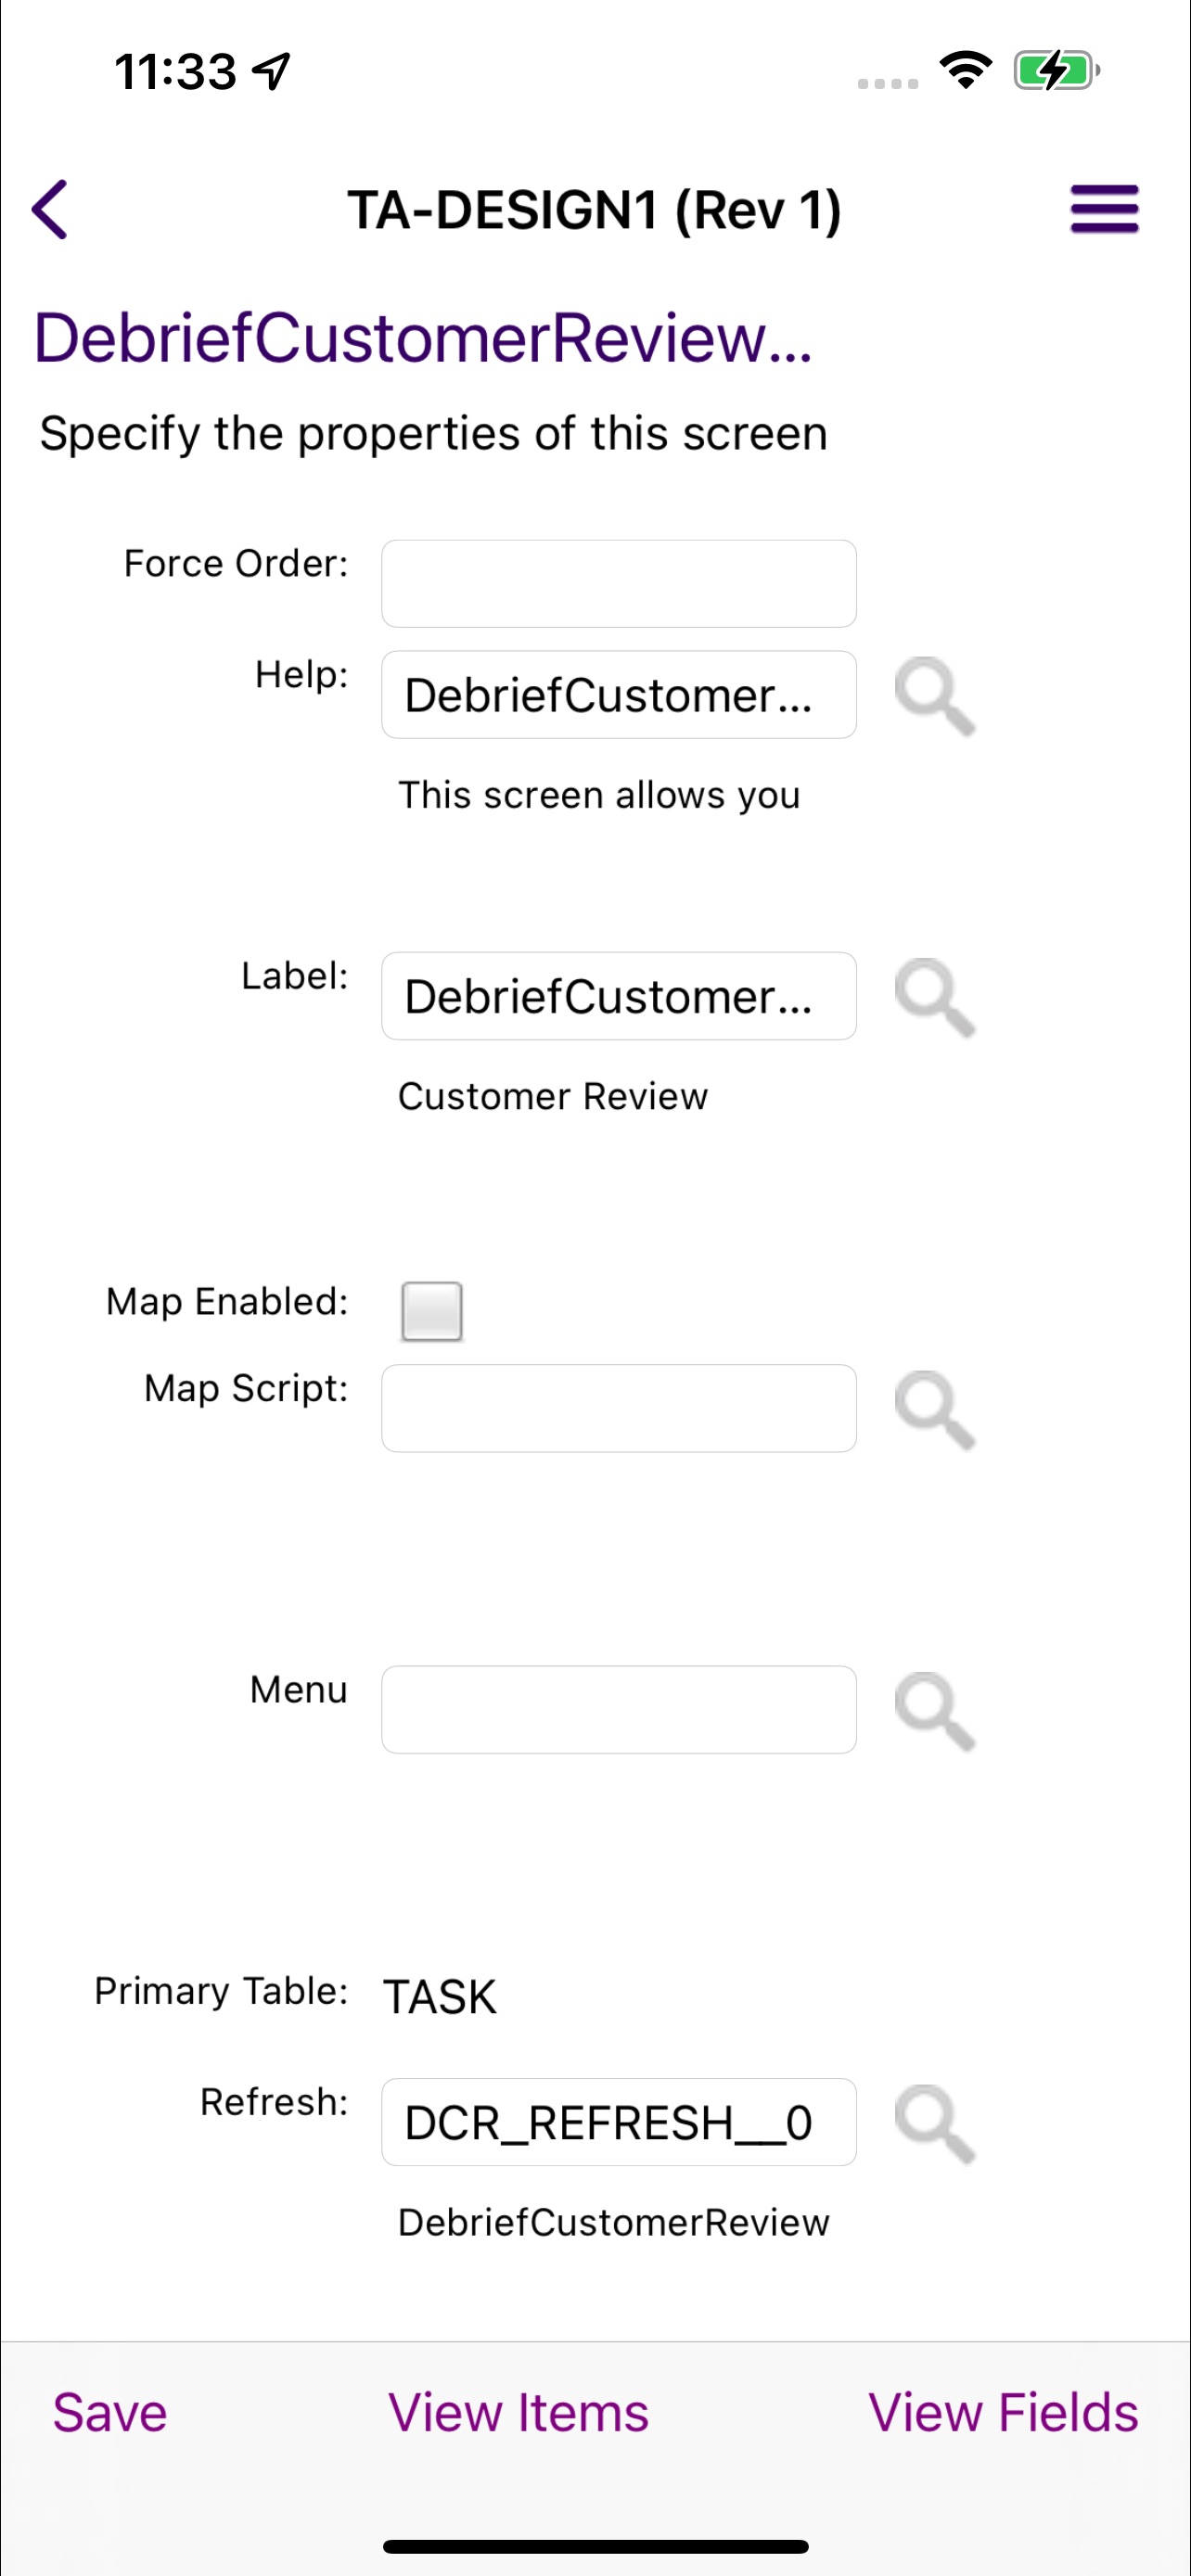 11:33
TA-DESIGN1 (Rev 1)
DebriefCustomerReview...
Specify the properties of this screen
Force Order:
Help: DebriefCustomer...
This screen allows you
Label: DebriefCustomer...
Customer Review
Map Enabled:
Map Script:
Menu
Primary Table: TASK
Refresh: DCR_REFRESH__0
DebriefCustomerReview
Save View Items View Fields